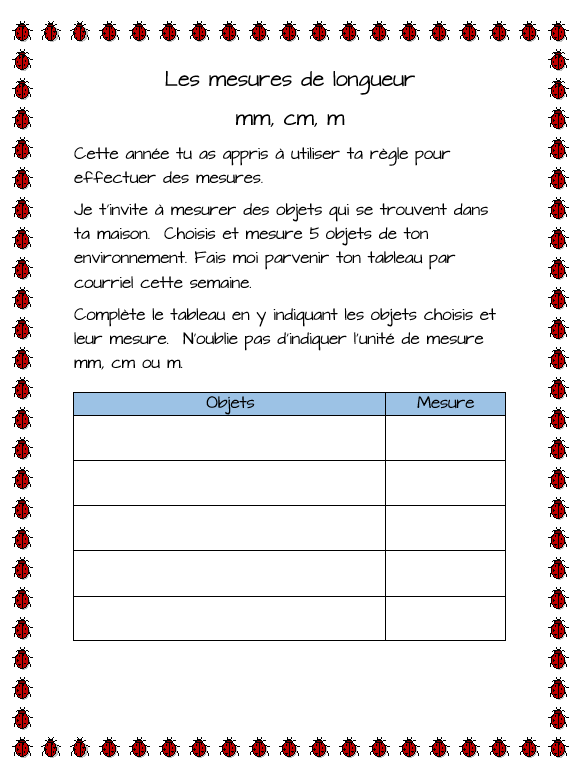 Les mesures de longueur
mm, cm, m
Cette année tu as appris à utiliser ta règle pour
effectuer des mesures.
Je t'invite à mesurer des objets qui se trouvent dans
ta maison.  Choisis et mesure 5 objets de ton
environnement. Fais moi parvenir ton tableau par
courriel cette semaine.
Complète le tableau en y indiquant les objets choisis et
leur mesure.  N'oublie pas d'indiquer l'unité de mesure
mm, cm ou m.
Objets Mesure